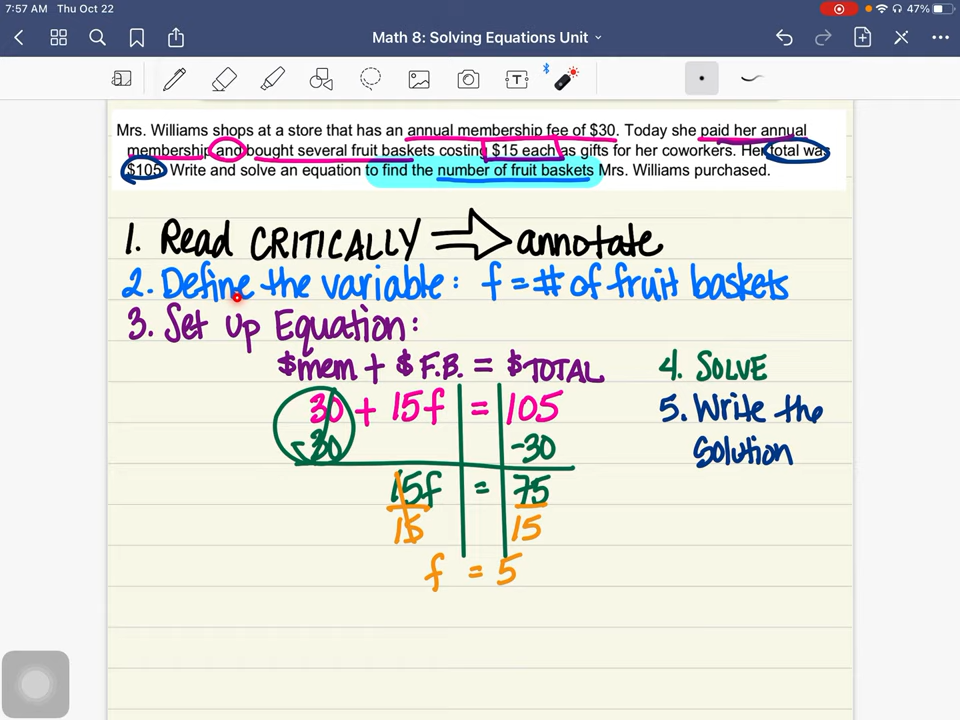 7:57 AM Thu Oct 22
47%
Math 8: Solving Equations Unit
Mrs. Williams shops at a store that has an annual membership fee of $30. Today she paid her annual
membership and bought several fruit baskets costing $15 each as gifts for her coworkers. Her total was
$105. Write and solve an equation to find the number of fruit baskets Mrs. Williams purchased.
1. Read CRITICALLY ⇒ annotate
2. Define the variable: f = # of fruit baskets
3. Set up Equation:
$mem + $ F.B. = $TOTAL
30 + 15f = 105
-30 -30
15f = 75
15 15
f = 5
4. SOLVE
5. Write the
Solution